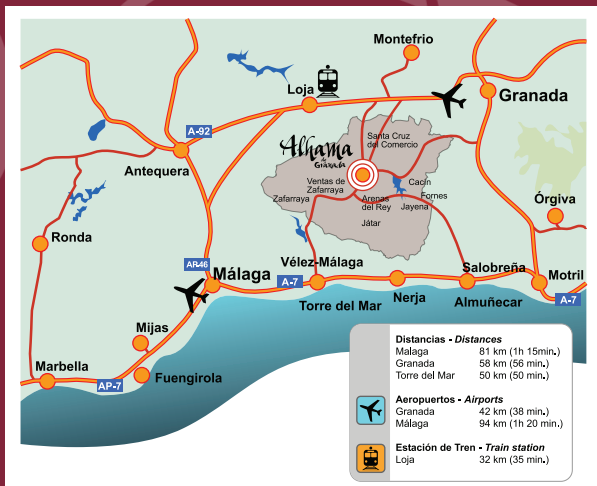 Montefrio
Loja
Granada
A-92
Antequera
Alhama
de
Granada
Santa Cruz
del Comercio
Ventas de
Zafarraya
Zafarraya
Cacín
Arenas
del Rey
Fornes
Jayena
Játar
Órgiva
Ronda
AP-46
Málaga
Vélez-Málaga
A-7
Salobreña
Motril
Torre del Mar
Nerja
Almuñecar
A-7
Mijas
Marbella
AP-7
Fuengirola
Distancias - Distances
Malaga 81 km (1h 15min.)
Granada 58 km (56 min.)
Torre del Mar 50 km (50 min.)
Aeropuertos - Airports
Granada 42 km (38 min.)
Málaga 94 km (1h 20 min.)
Estación de Tren - Train station
Loja 32 km (35 min.)